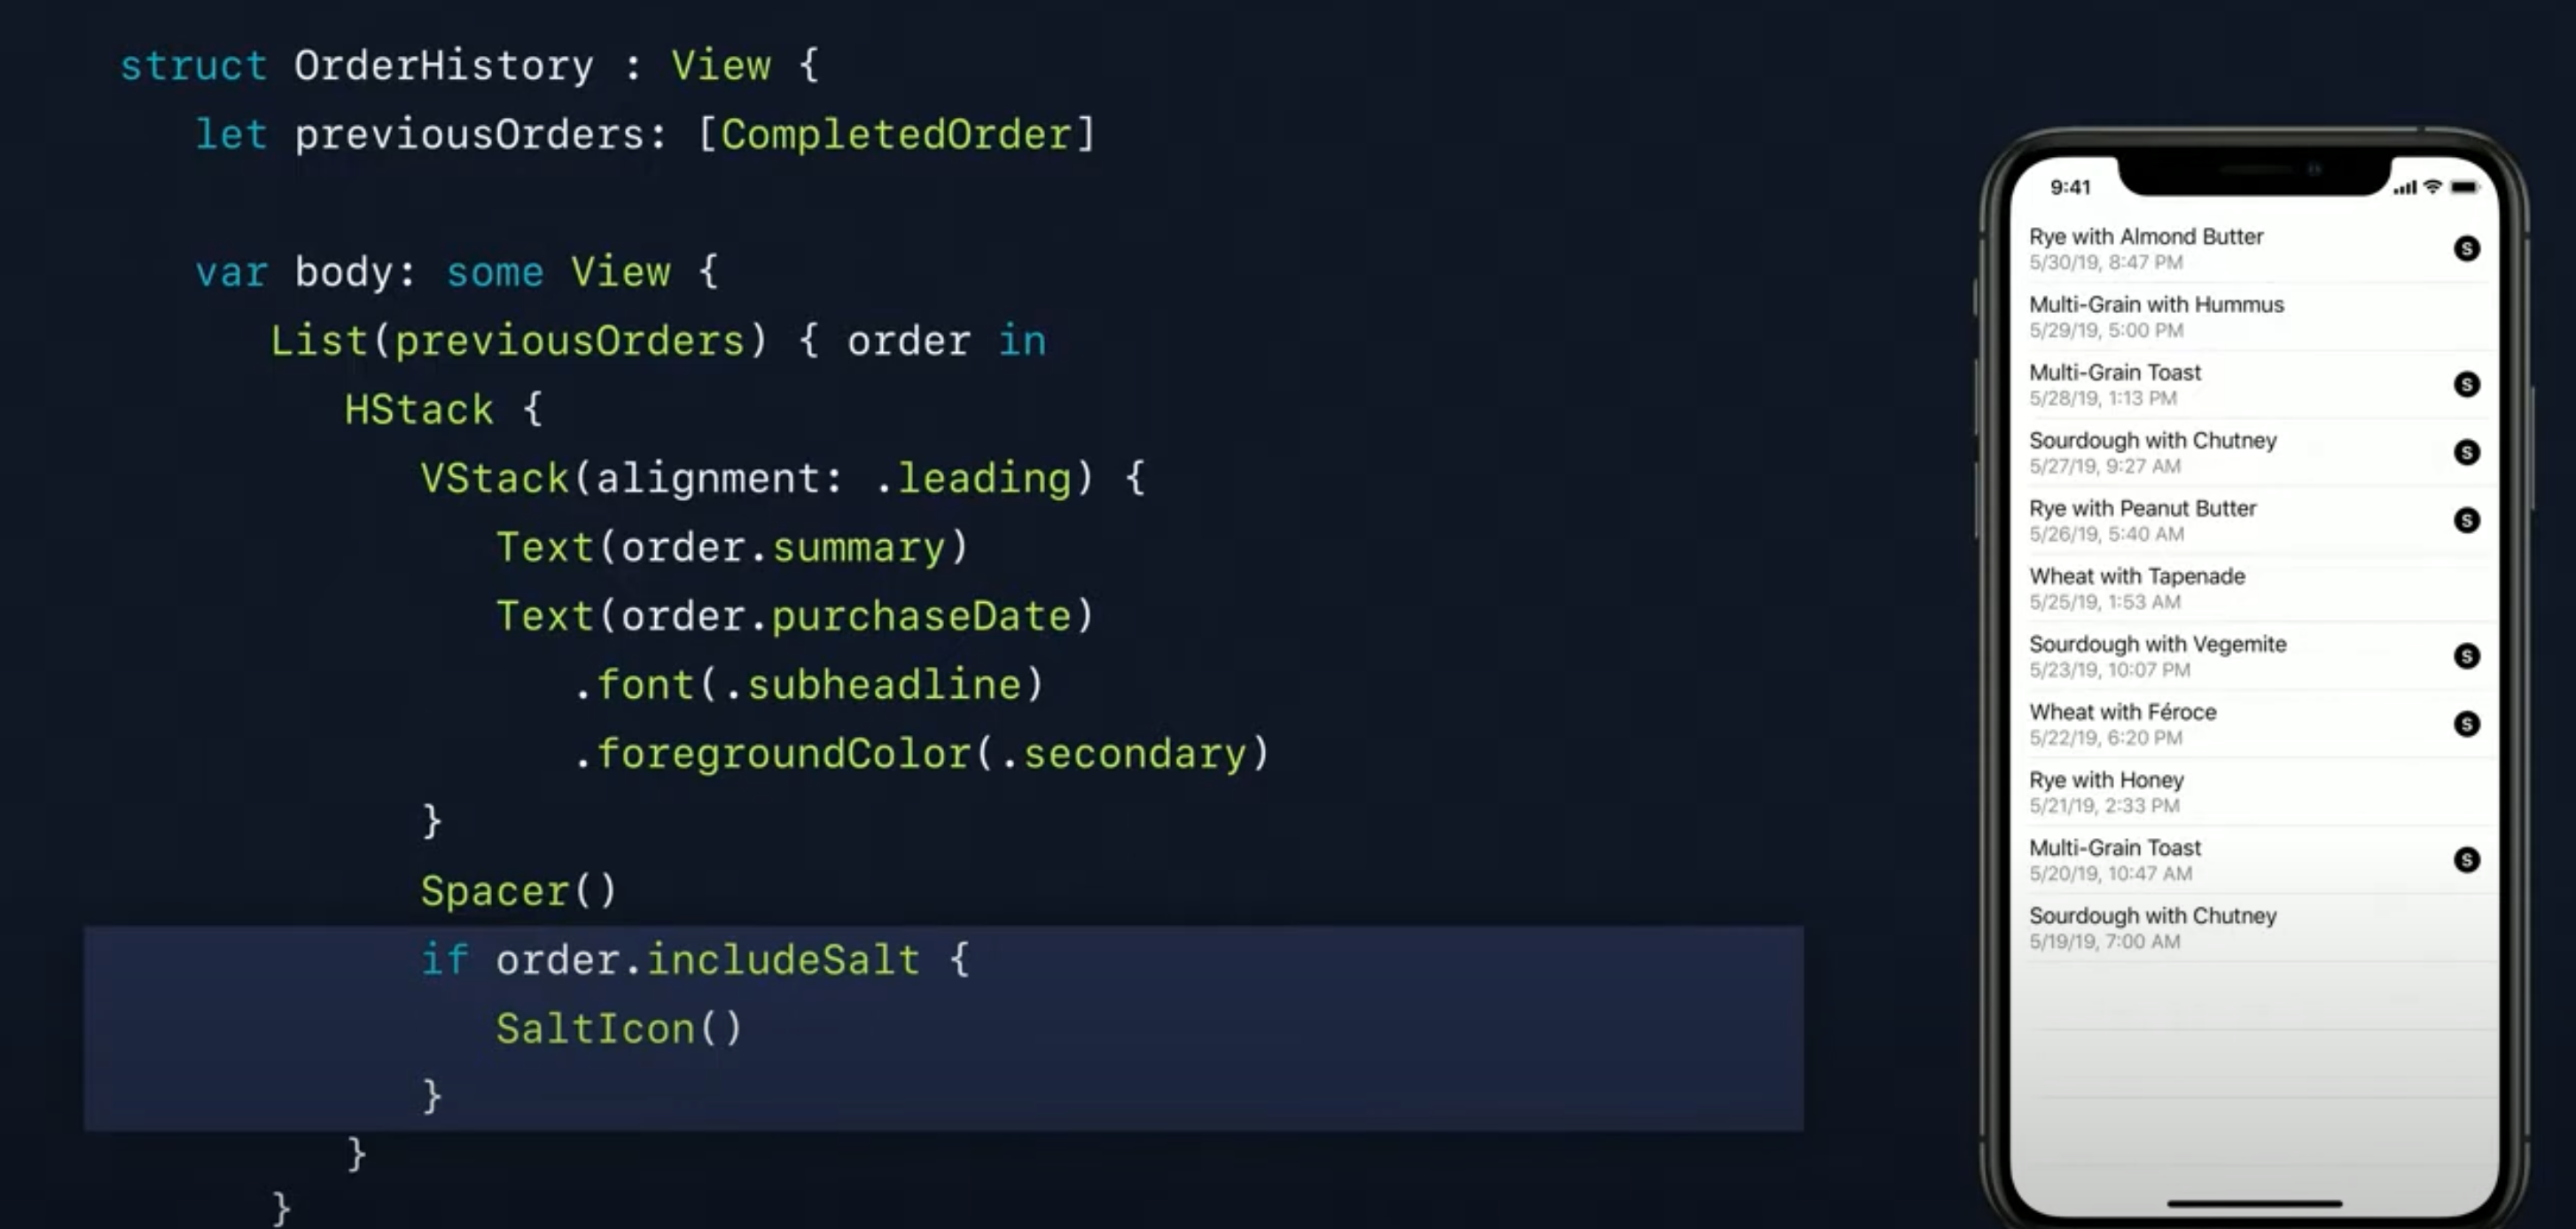 struct OrderHistory : View {
let previousOrders: [CompletedOrder]
var body: some View {
List(previousOrders) { order in
HStack {
VStack(alignment: .leading) {
Text(order.summary)
Text(order.purchaseDate)
.font(.subheadline)
.foregroundColor(.secondary)
}
Spacer()
if order.includeSalt {
SaltIcon()
}
}
}
9:41
Rye with Almond Butter
5/30/19, 8:47 PM
S
Multi-Grain with Hummus
5/29/19, 5:00 PM
Multi-Grain Toast
5/28/19, 1:13 PM
S
Sourdough with Chutney
5/27/19, 9:27 AM
S
Rye with Peanut Butter
5/26/19, 5:40 AM
S
Wheat with Tapenade
5/25/19, 1:53 AM
Sourdough with Vegemite
5/23/19, 10:07 PM
S
Wheat with Féroce
5/22/19, 6:20 PM
S
Rye with Honey
5/21/19, 2:33 PM
Multi-Grain Toast
5/20/19, 10:47 AM
S
Sourdough with Chutney
5/19/19, 7:00 AM